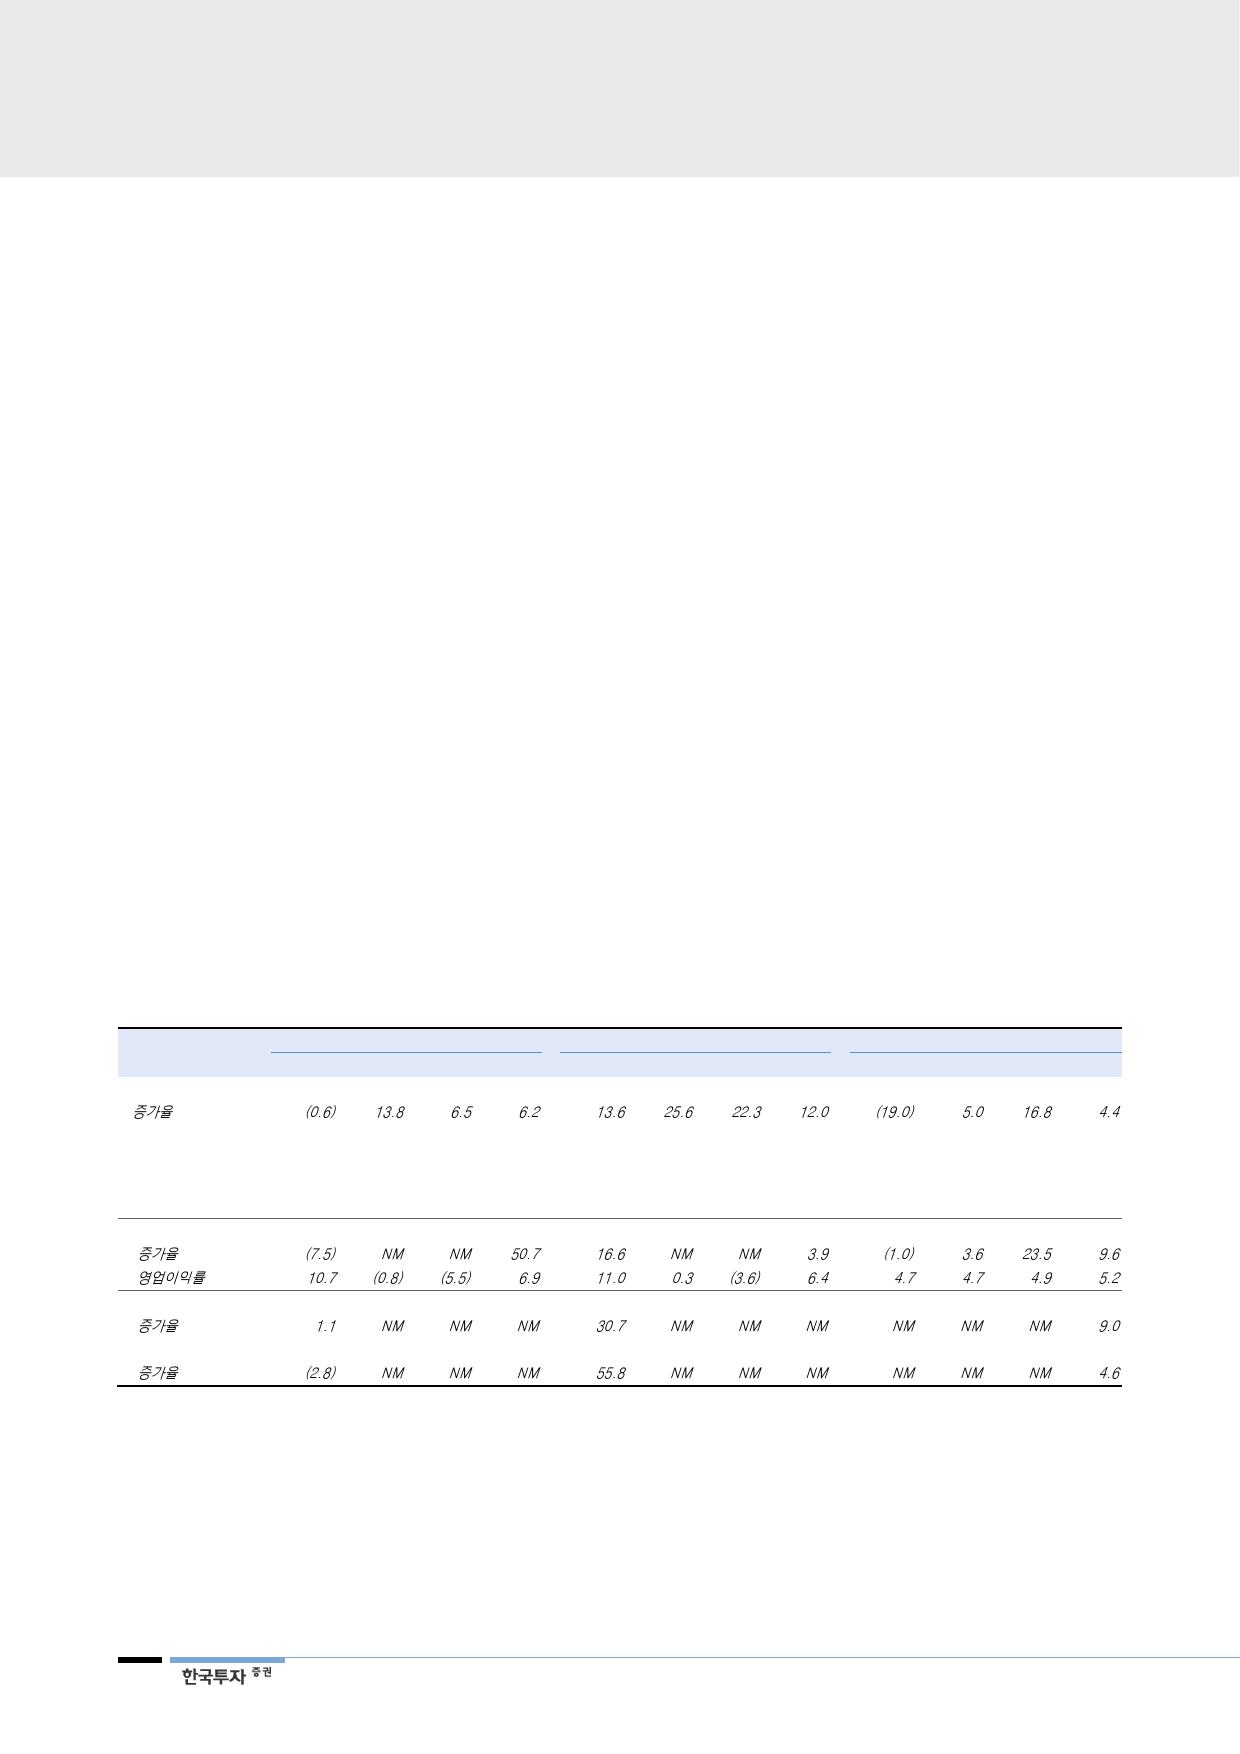 증가율 (0.6) 13.8 6.5 6.2 13.6 25.6 22.3 12.0 (19.0) 5.0 16.8 4.4
증가율 (7.5) NM NM 50.7 16.6 NM NM 3.9 (1.0) 3.6 23.5 9.6
영업이익률 10.7 (0.8) (5.5) 6.9 11.0 0.3 (3.6) 6.4 4.7 4.7 4.9 5.2
증가율 1.1 NM NM NM 30.7 NM NM NM NM NM NM 9.0
증가율 (2.8) NM NM NM 55.8 NM NM NM NM NM NM 4.6
한국투자 증권